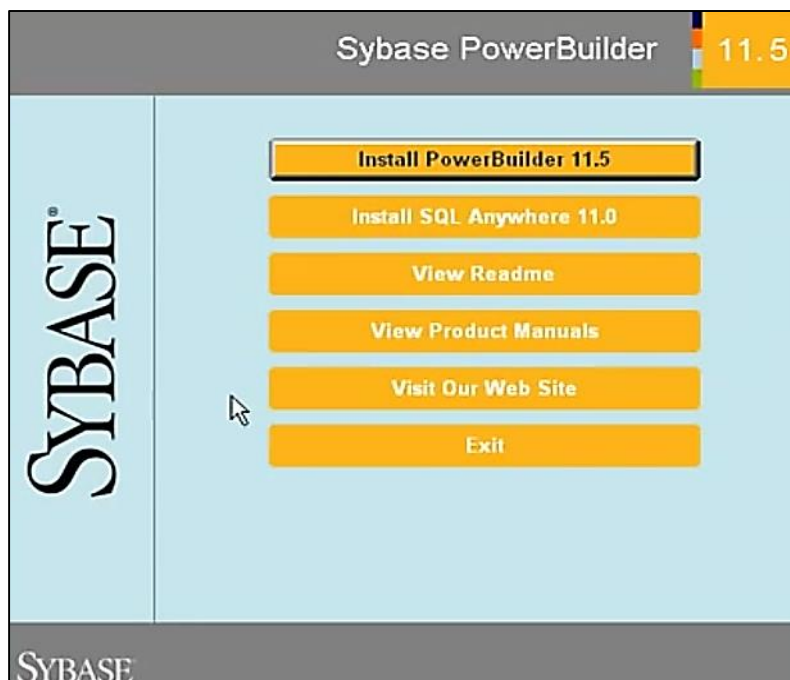 Sybase PowerBuilder 11.5
SYBASE®
Install PowerBuilder 11.5
Install SQL Anywhere 11.0
View Readme
View Product Manuals
Visit Our Web Site
Exit
SYBASE